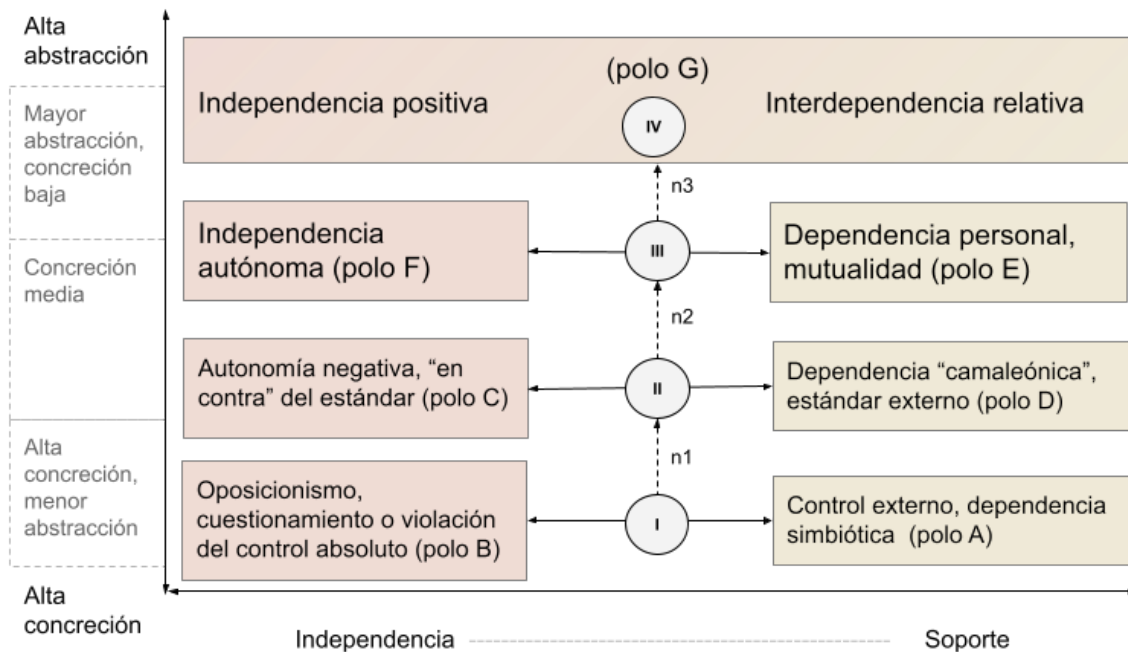 Alta
abstracción
Mayor
abstracción,
concreción
baja
Concreción
media
Alta
concreción,
menor
abstracción
Alta
concreción
(polo G)
Independencia positiva
Interdependencia relativa
IV
n3
Independencia
autónoma (polo F)
III
Dependencia personal,
mutualidad (polo E)
n2
Autonomía negativa, “en
contra” del estándar (polo C)
II
Dependencia “camaleónica”,
estándar externo (polo D)
n1
Oposicionismo,
cuestionamiento o violación
del control absoluto (polo B)
I
Control externo, dependencia
simbiótica (polo A)
Independencia
Soporte